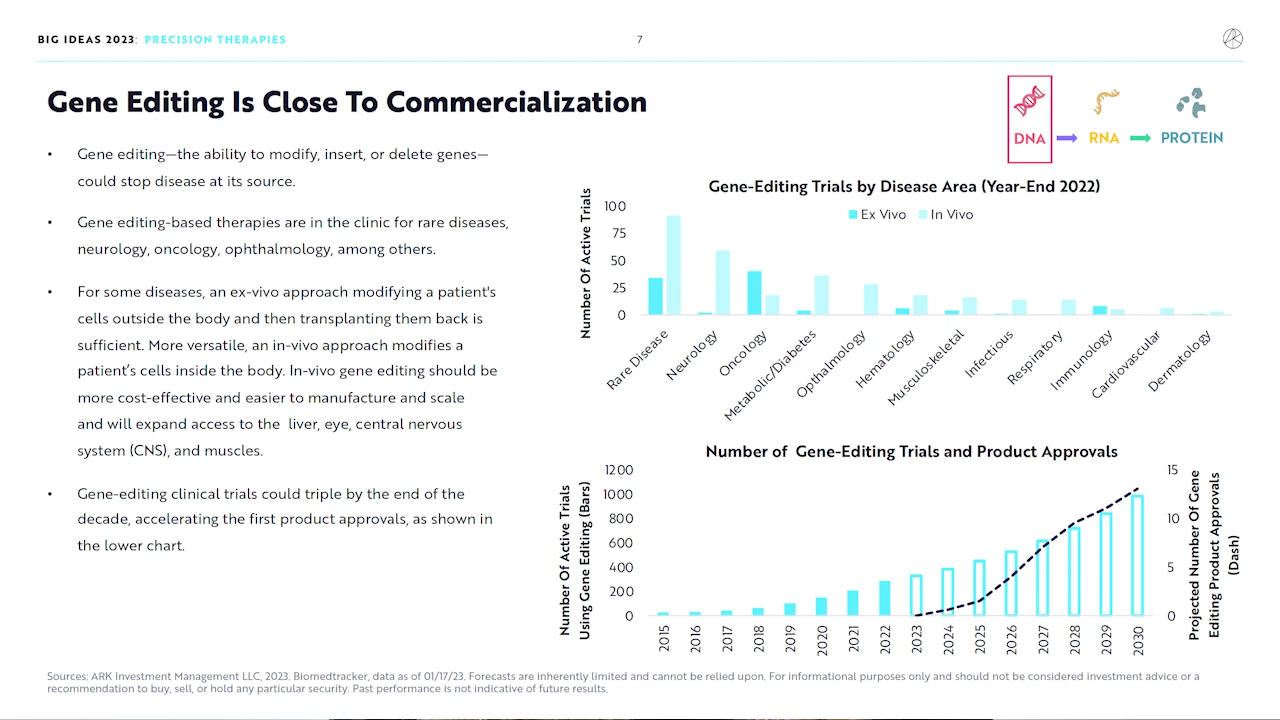 BIG IDEAS 2023: PRECISION THERAPIES
7
Gene Editing Is Close To Commercialization
DNA
RNA
PROTEIN
• Gene editing—the ability to modify, insert, or delete genes—
could stop disease at its source.
• Gene editing-based therapies are in the clinic for rare diseases,
neurology, oncology, ophthalmology, among others.
• For some diseases, an ex-vivo approach modifying a patient's
cells outside the body and then transplanting them back is
sufficient. More versatile, an in-vivo approach modifies a
patient’s cells inside the body. In-vivo gene editing should be
more cost-effective and easier to manufacture and scale
and will expand access to the liver, eye, central nervous
system (CNS), and muscles.
• Gene-editing clinical trials could triple by the end of the
decade, accelerating the first product approvals, as shown in
the lower chart.
Gene-Editing Trials by Disease Area (Year-End 2022)
Ex Vivo
In Vivo
Number Of Active Trials
100
75
50
25
0
Rare Disease
Neurology
Oncology
Metabolic/Diabetes
Opthalmology
Hematology
Musculoskeletal
Infectious
Respiratory
Immunology
Cardiovascular
Dermatology
Number of Gene-Editing Trials and Product Approvals
Number Of Active Trials
Using Gene Editing (Bars)
1200
1000
800
600
400
200
0
2015
2016
2017
2018
2019
2020
2021
2022
2023
2024
2025
2026
2027
2028
2029
2030
15
10
5
0
Projected Number Of Gene
Editing Product Approvals
(Dash)
Sources: ARK Investment Management LLC, 2023. Biomedtracker, data as of 01/17/23. Forecasts are inherently limited and cannot be relied upon. For informational purposes only and should not be considered investment advice or a
recommendation to buy, sell, or hold any particular security. Past performance is not indicative of future results.